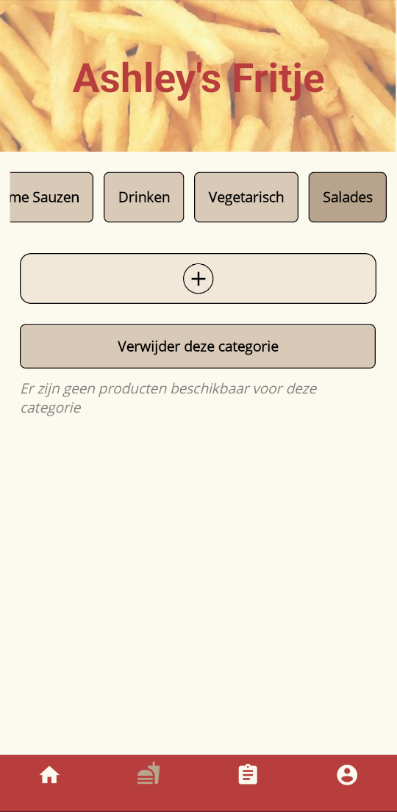 Ashley's Fritje
me Sauzen
Drinken
Vegetarisch
Salades
Verwijder deze categorie
Er zijn geen producten beschikbaar voor deze
categorie